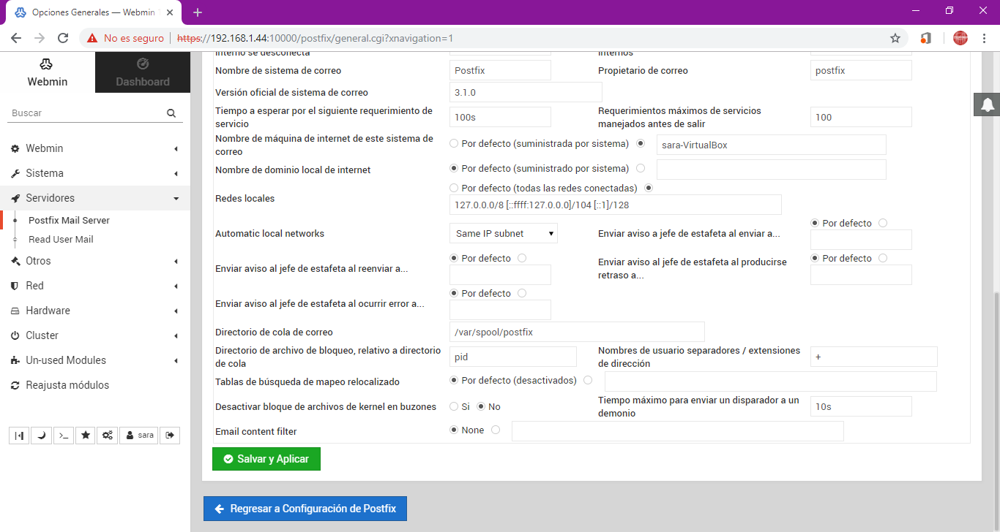 Opciones Generales — Webmin
No es seguro | https://192.168.1.44:10000/postfix/general.cgi?xnavigation=1
Webmin
Dashboard
Buscar
Webmin
Sistema
Servidores
Postfix Mail Server
Read User Mail
Otros
Red
Hardware
Cluster
Un-used Modules
Reajusta módulos
sara
interno se desconecta
internos
Nombre de sistema de correo
Postfix
Propietario de correo
postfix
Versión oficial de sistema de correo
3.1.0
Tiempo a esperar por el siguiente requerimiento de
servicio
100s
Requerimientos máximos de servicios
manejados antes de salir
100
Nombre de máquina de internet de este sistema de
correo
Por defecto (suministrada por sistema)
sara-VirtualBox
Nombre de dominio local de internet
Por defecto (suministrado por sistema)
Redes locales
Por defecto (todas las redes conectadas)
127.0.0.0/8 [::ffff:127.0.0.0]/104 [::1]/128
Automatic local networks
Same IP subnet
Enviar aviso a jefe de estafeta al enviar a...
Por defecto
Enviar aviso al jefe de estafeta al reenviar a...
Por defecto
Enviar aviso al jefe de estafeta al producirse
retraso a...
Por defecto
Enviar aviso al jefe de estafeta al ocurrir error a...
Por defecto
Directorio de cola de correo
/var/spool/postfix
Directorio de archivo de bloqueo, relativo a directorio
de cola
pid
Nombres de usuario separadores / extensiones
de dirección
+
Tablas de búsqueda de mapeo relocalizado
Por defecto (desactivados)
Desactivar bloque de archivos de kernel en buzones
Si No
Tiempo máximo para enviar un disparador a un
demonio
10s
Email content filter
None
Salvar y Aplicar
Regresar a Configuración de Postfix